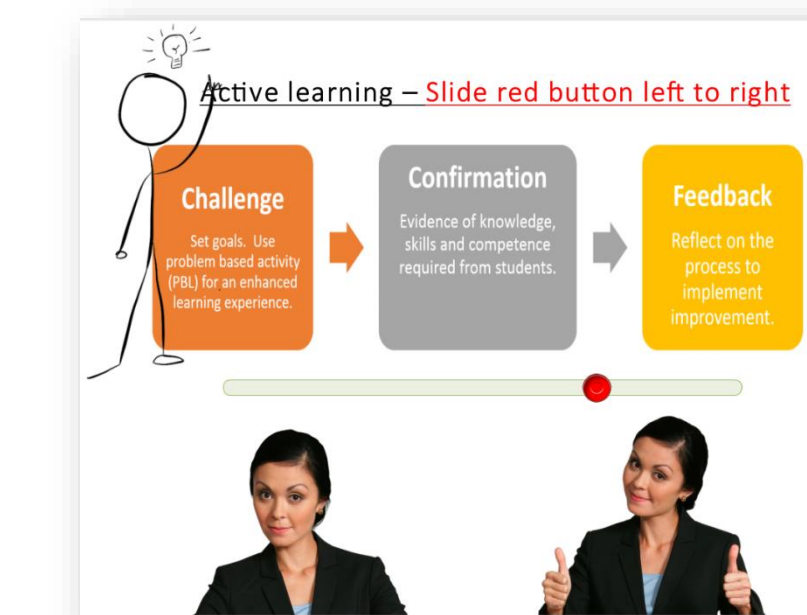 Active learning – Slide red button left to right
Challenge
Set goals. Use
problem based activity
(PBL) for an enhanced
learning experience.
Confirmation
Evidence of knowledge,
skills and competence
required from students.
Feedback
Reflect on the
process to
implement
improvement.